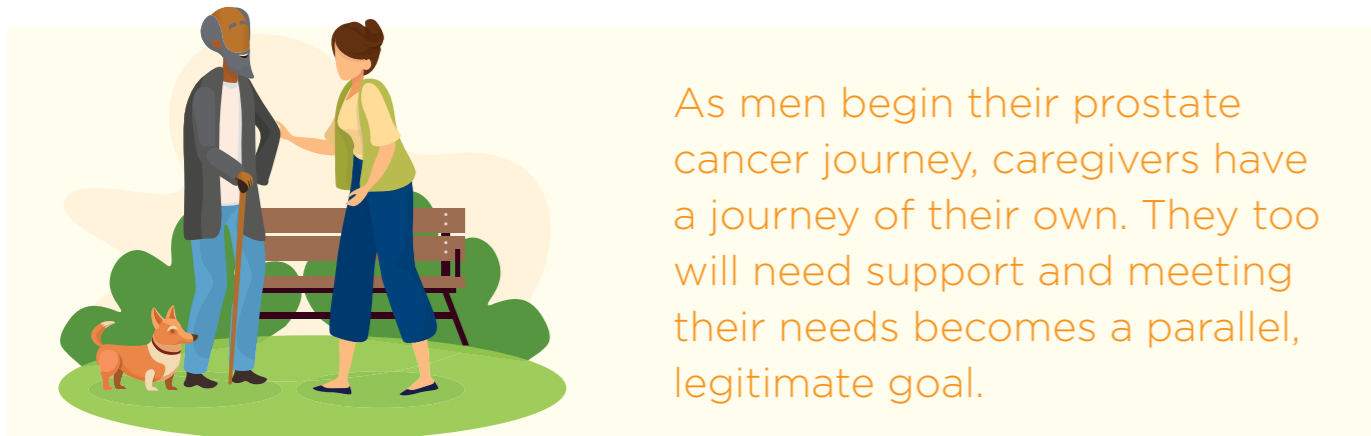 As men begin their prostate
cancer journey, caregivers have
a journey of their own. They too
will need support and meeting
their needs becomes a parallel,
legitimate goal.